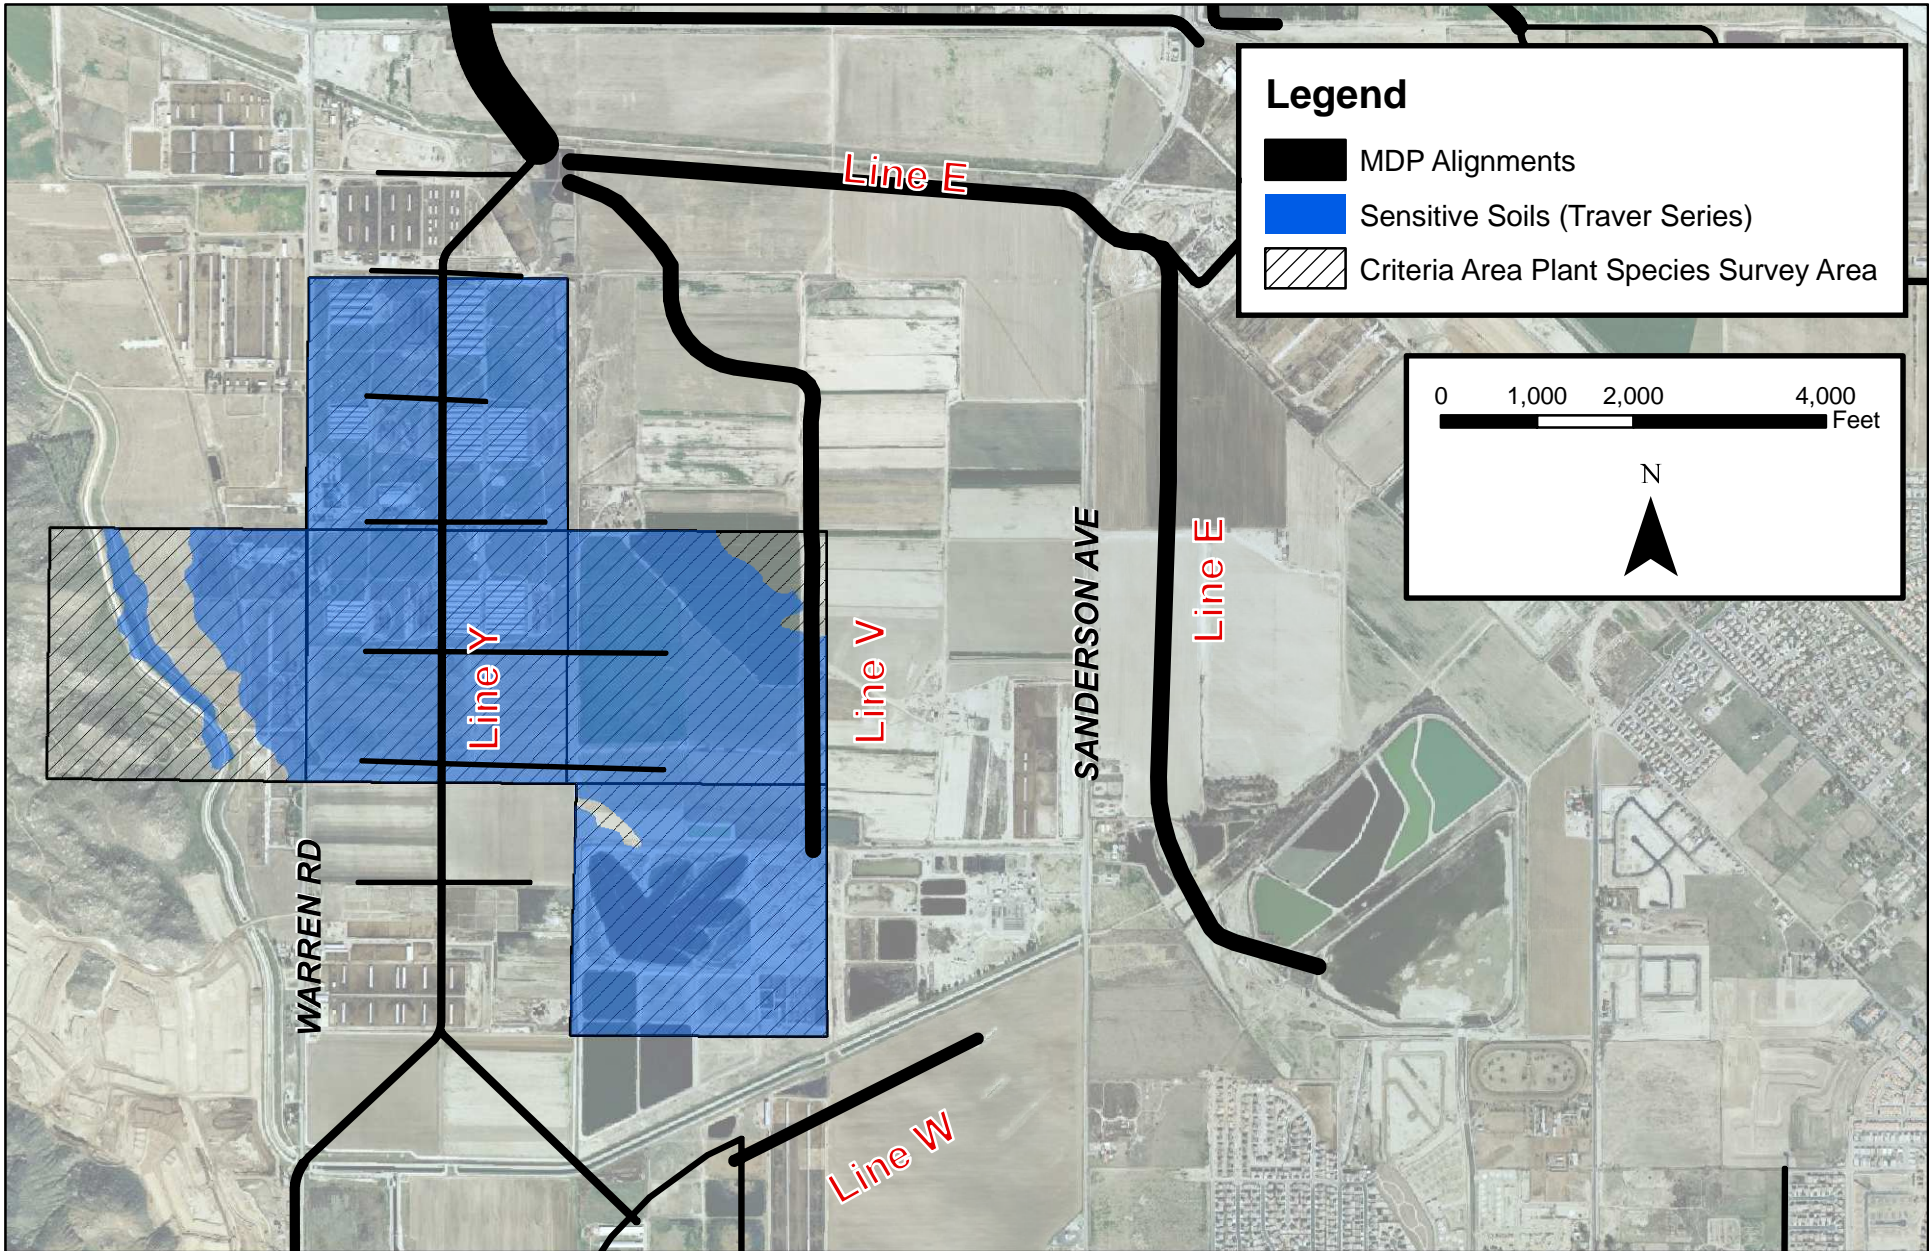 Legend
MDP Alignments
Sensitive Soils (Traver Series)
Criteria Area Plant Species Survey Area
0 1,000 2,000 4,000
Feet
N
Line E
Line E
SANDERSON AVE
Line V
Line Y
WARREN RD
Line W